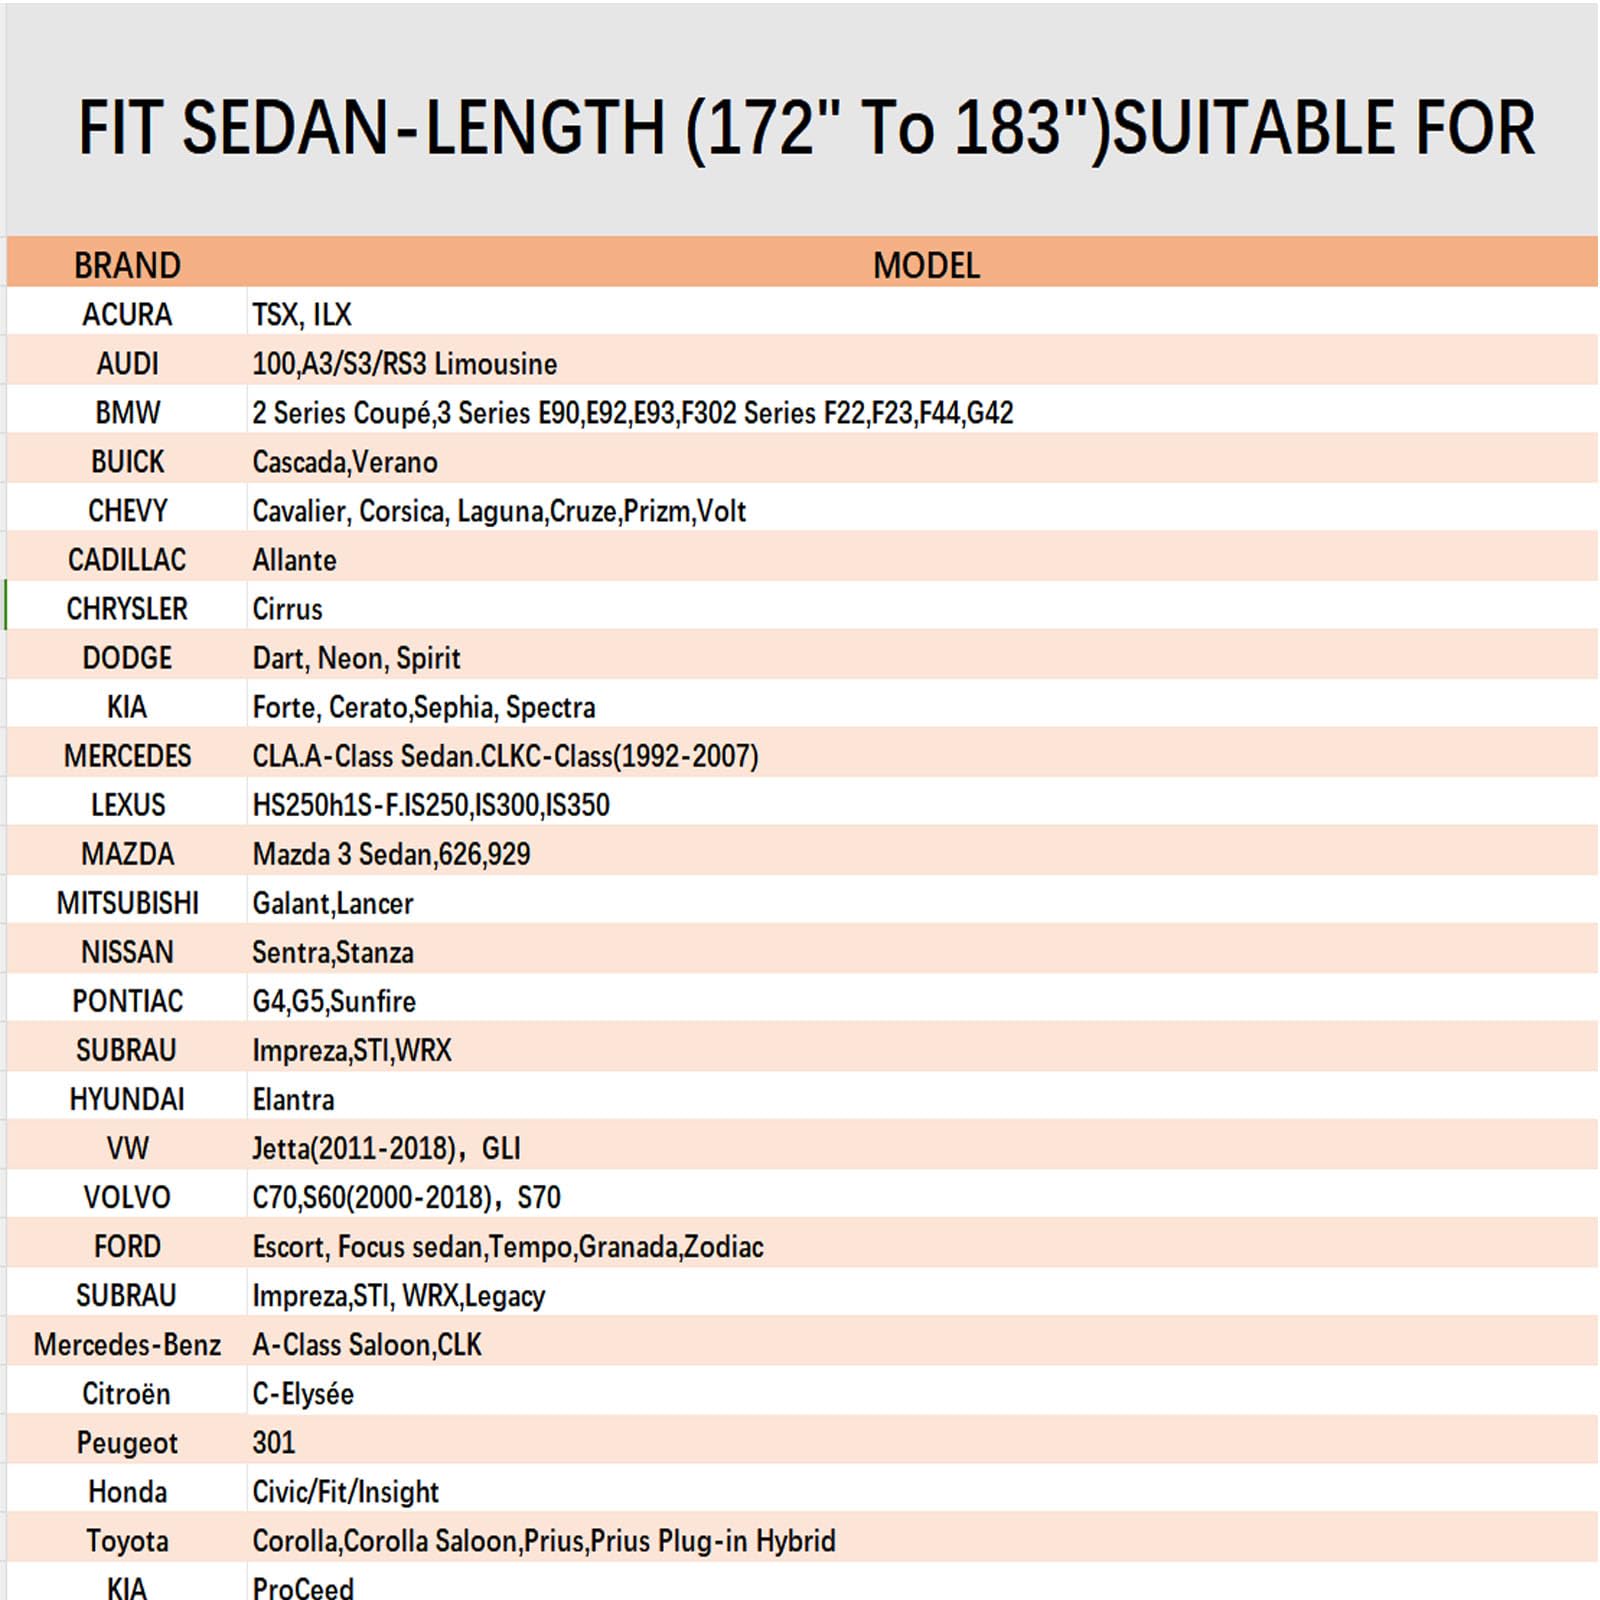 FIT SEDAN-LENGTH (172" To 183")SUITABLE FOR
BRAND MODEL
ACURA TSX, ILX
AUDI 100,A3/S3/RS3 Limousine
BMW 2 Series Coupé,3 Series E90,E92,E93,F302 Series F22,F23,F44,G42
BUICK Cascada,Verano
CHEVY Cavalier, Corsica, Laguna,Cruze,Prizm,Volt
CADILLAC Allante
CHRYSLER Cirrus
DODGE Dart, Neon, Spirit
KIA Forte, Cerato,Sephia, Spectra
MERCEDES CLA.A-Class Sedan.CLKC-Class(1992-2007)
LEXUS HS250h1S-F.IS250,IS300,IS350
MAZDA Mazda 3 Sedan,626,929
MITSUBISHI Galant,Lancer
NISSAN Sentra,Stanza
PONTIAC G4,G5,Sunfire
SUBRAU Impreza,STI,WRX
HYUNDAI Elantra
VW Jetta(2011-2018)，GLI
VOLVO C70,S60(2000-2018)，S70
FORD Escort, Focus sedan,Tempo,Granada,Zodiac
SUBRAU Impreza,STI, WRX,Legacy
Mercedes-Benz A-Class Saloon,CLK
Citroën C-Elysée
Peugeot 301
Honda Civic/Fit/Insight
Toyota Corolla,Corolla Saloon,Prius,Prius Plug-in Hybrid
KIA ProCeed